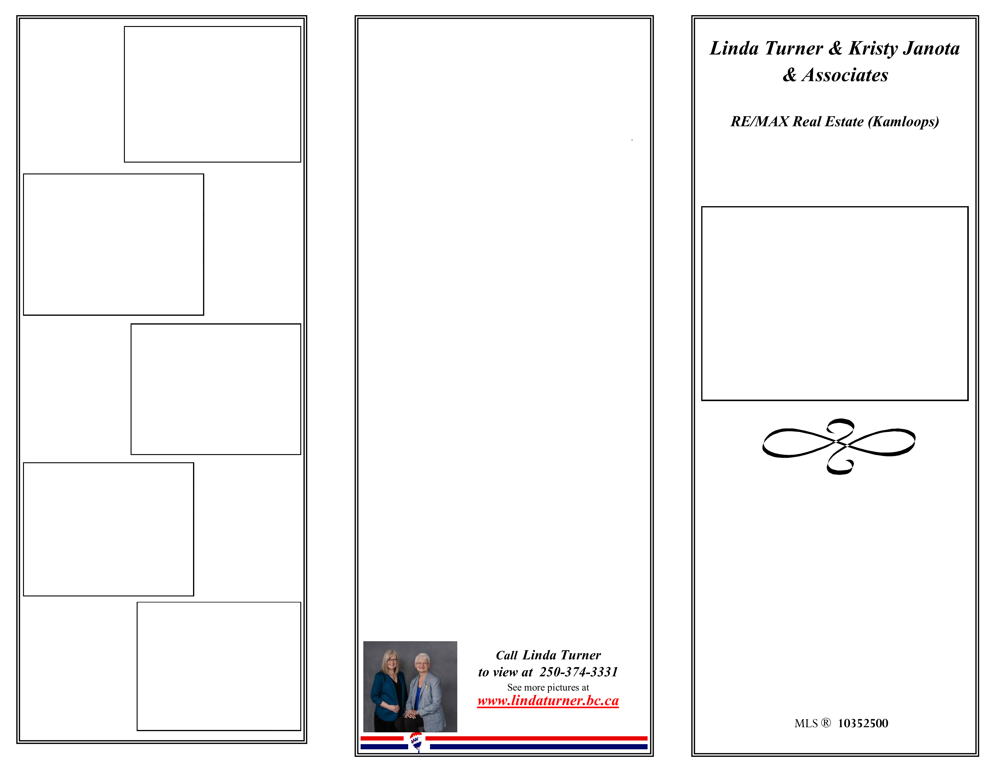 Call Linda Turner
to view at 250-374-3331
See more pictures at
www.lindaturner.bc.ca
Linda Turner & Kristy Janota
& Associates
RE/MAX Real Estate (Kamloops)
MLS ® 10352500